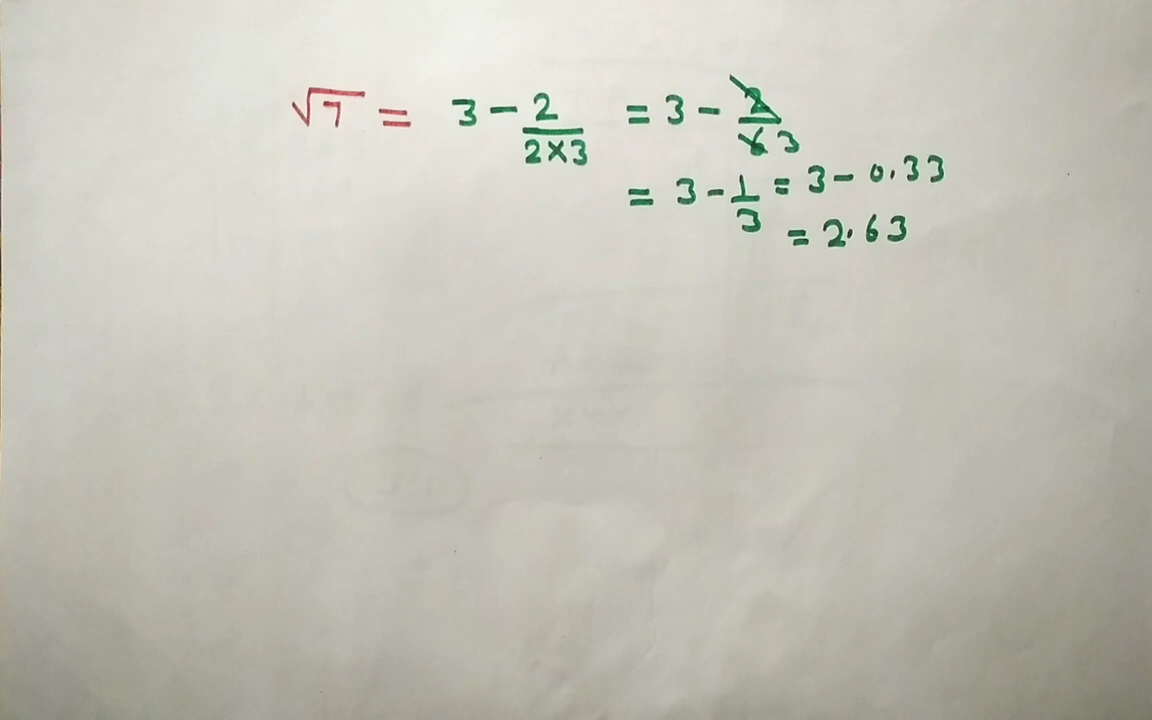 √7 = 3 - 2/(2×3) = 3 - 2/6 3
= 3 - 1/3 = 3 - 0.33
= 2.63